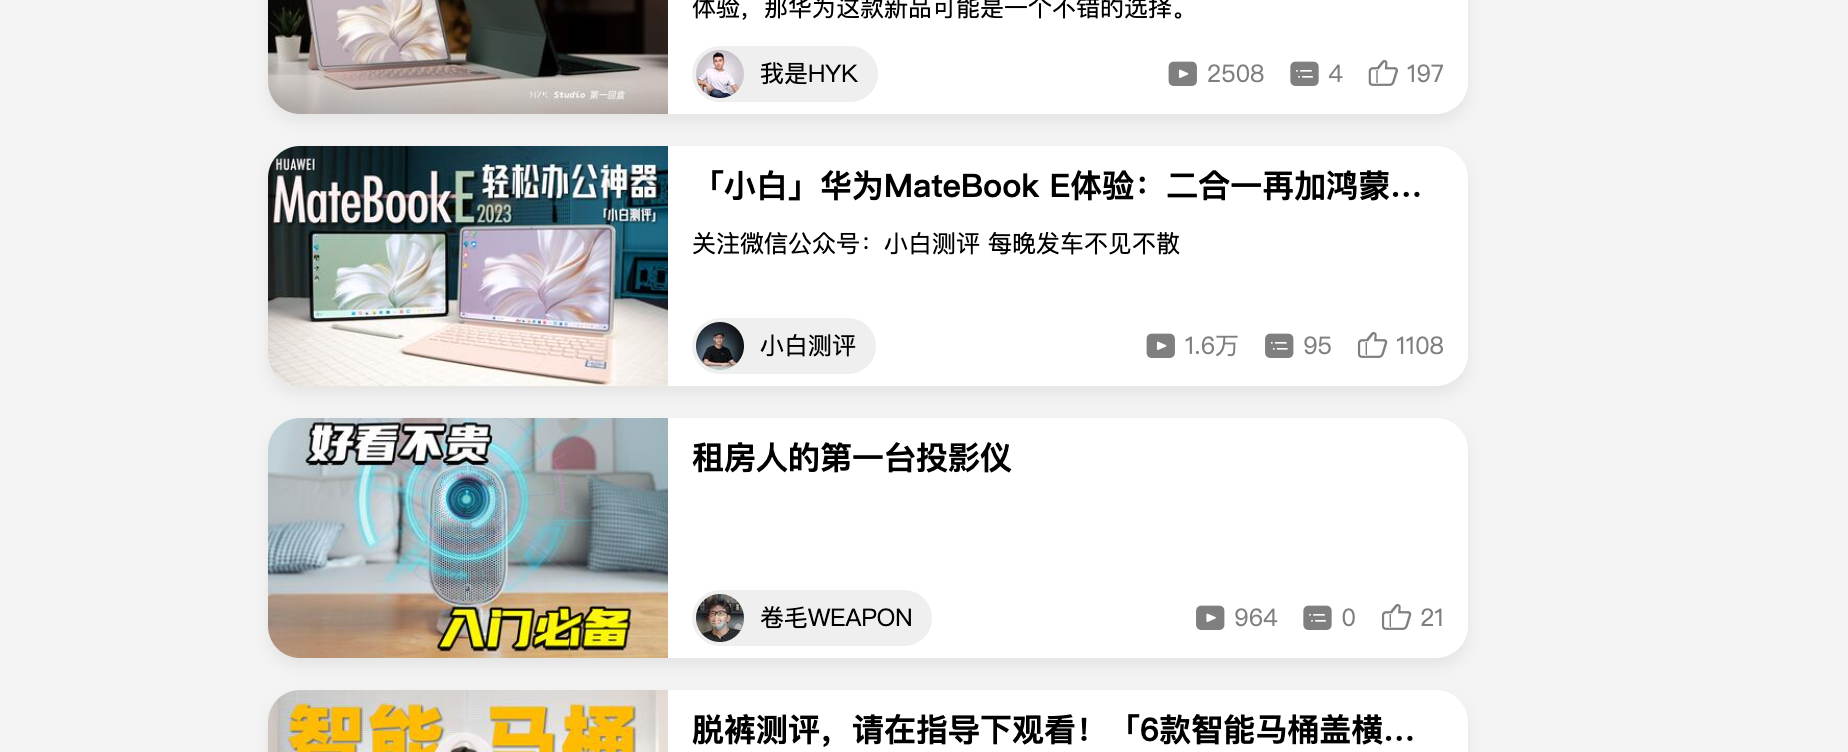 体验，那华为这款新品可能是一个不错的选择。
HZK Studio 第一回盒
我是HYK
2508 4 197
HUAWEI
MateBook E 2023
轻松办公神器
「小白测评」
「小白」华为MateBook E体验：二合一再加鸿蒙...
关注微信公众号：小白测评 每晚发车不见不散
小白测评
1.6万 95 1108
好看不贵
入门必备
租房人的第一台投影仪
卷毛WEAPON
964 0 21
智能 马桶
脱裤测评，请在指导下观看！「6款智能马桶盖横...